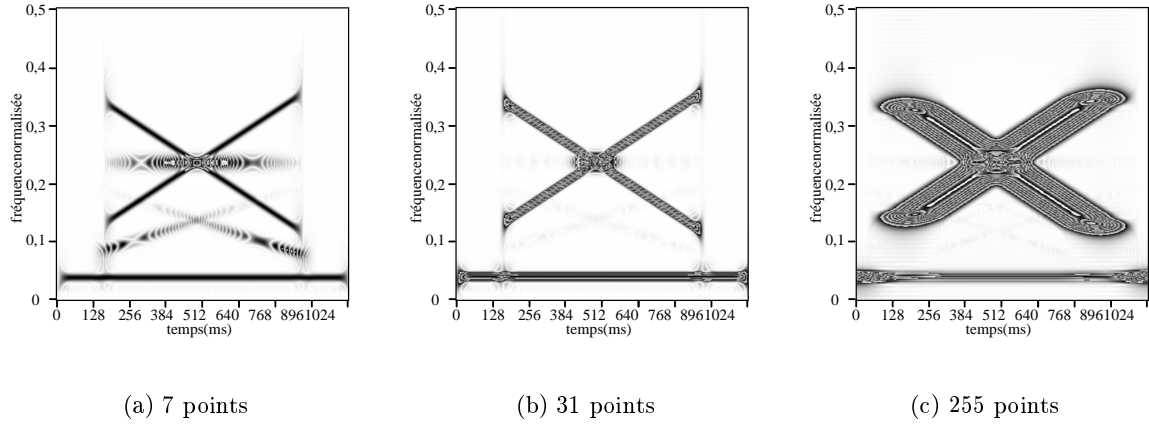 0,5
0,4
0,3
0,2
0,1
0
fréquencenormalisée
0 128 256 384 512 640 768 8961024
temps(ms)
(a) 7 points
0,5
0,4
0,3
0,2
0,1
0
fréquencenormalisée
0 128 256 384 512 640 768 8961024
temps(ms)
(b) 31 points
0,5
0,4
0,3
0,2
0,1
0
fréquencenormalisée
0 128 256 384 512 640 768 8961024
temps(ms)
(c) 255 points